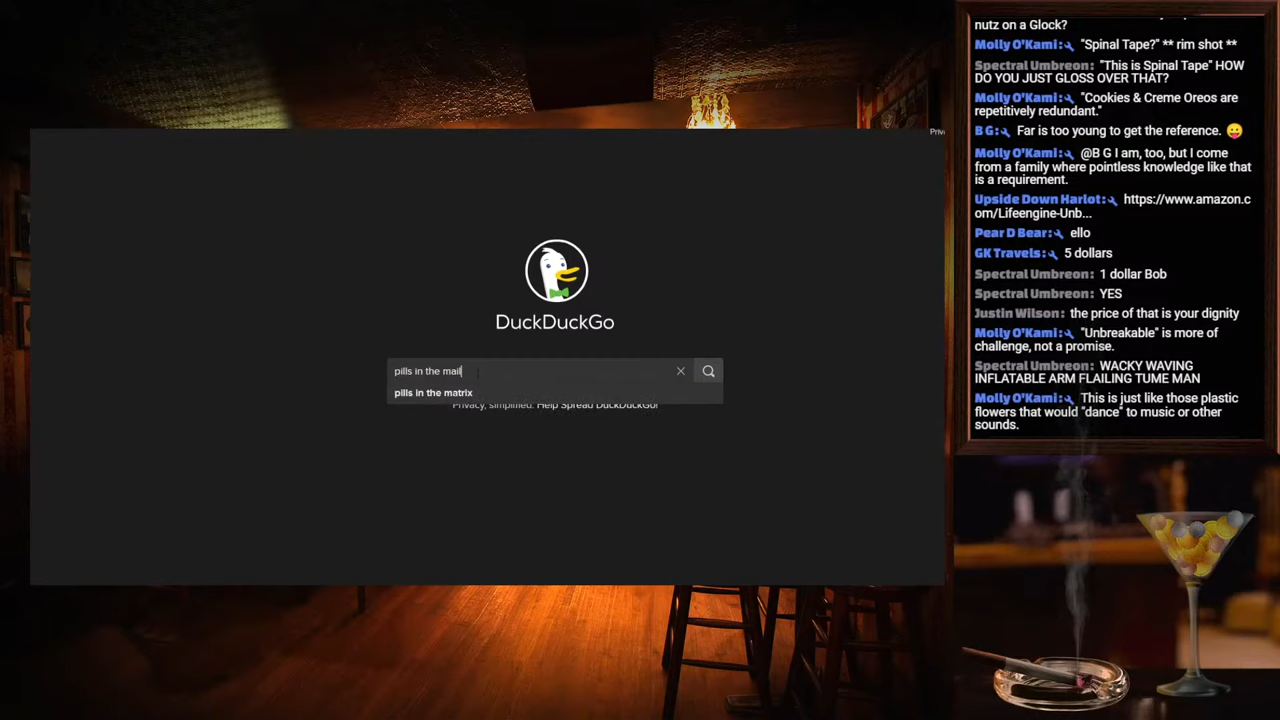 Priv
DuckDuckGo
pills in the mail
pills in the matrix
Privacy, simplified. Help Spread DuckDuckGo!
nutz on a Glock?
Molly O'Kami: "Spinal Tape?" ** rim shot **
Spectral Umbreon: "This is Spinal Tape" HOW
DO YOU JUST GLOSS OVER THAT?
Molly O'Kami: "Cookies & Creme Oreos are
repetitively redundant."
B G: Far is too young to get the reference. 😛
Molly O'Kami: @B G I am, too, but I come
from a family where pointless knowledge like that
is a requirement.
Upside Down Harlot: https://www.amazon.c
om/Lifeengine-Unb...
Pear D Bear: ello
GK Travels: 5 dollars
Spectral Umbreon: 1 dollar Bob
Spectral Umbreon: YES
Justin Wilson: the price of that is your dignity
Molly O'Kami: "Unbreakable" is more of
challenge, not a promise.
Spectral Umbreon: WACKY WAVING
INFLATABLE ARM FLAILING TUME MAN
Molly O'Kami: This is just like those plastic
flowers that would "dance" to music or other
sounds.